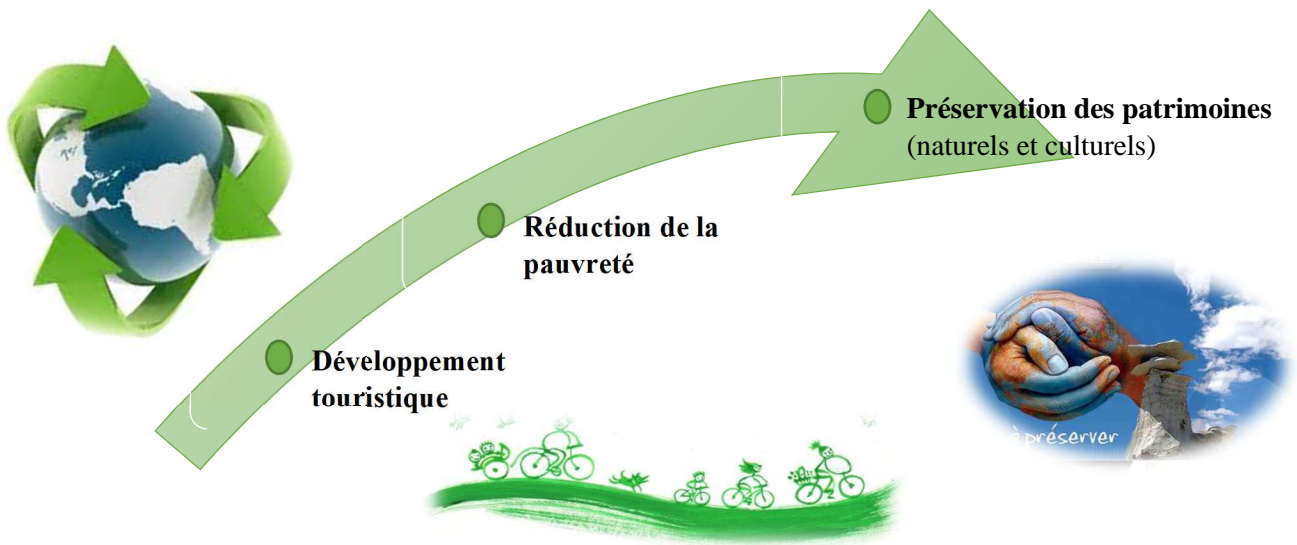 Préservation des patrimoines
(naturels et culturels)
Réduction de la
pauvreté
Développement
touristique
à préserver